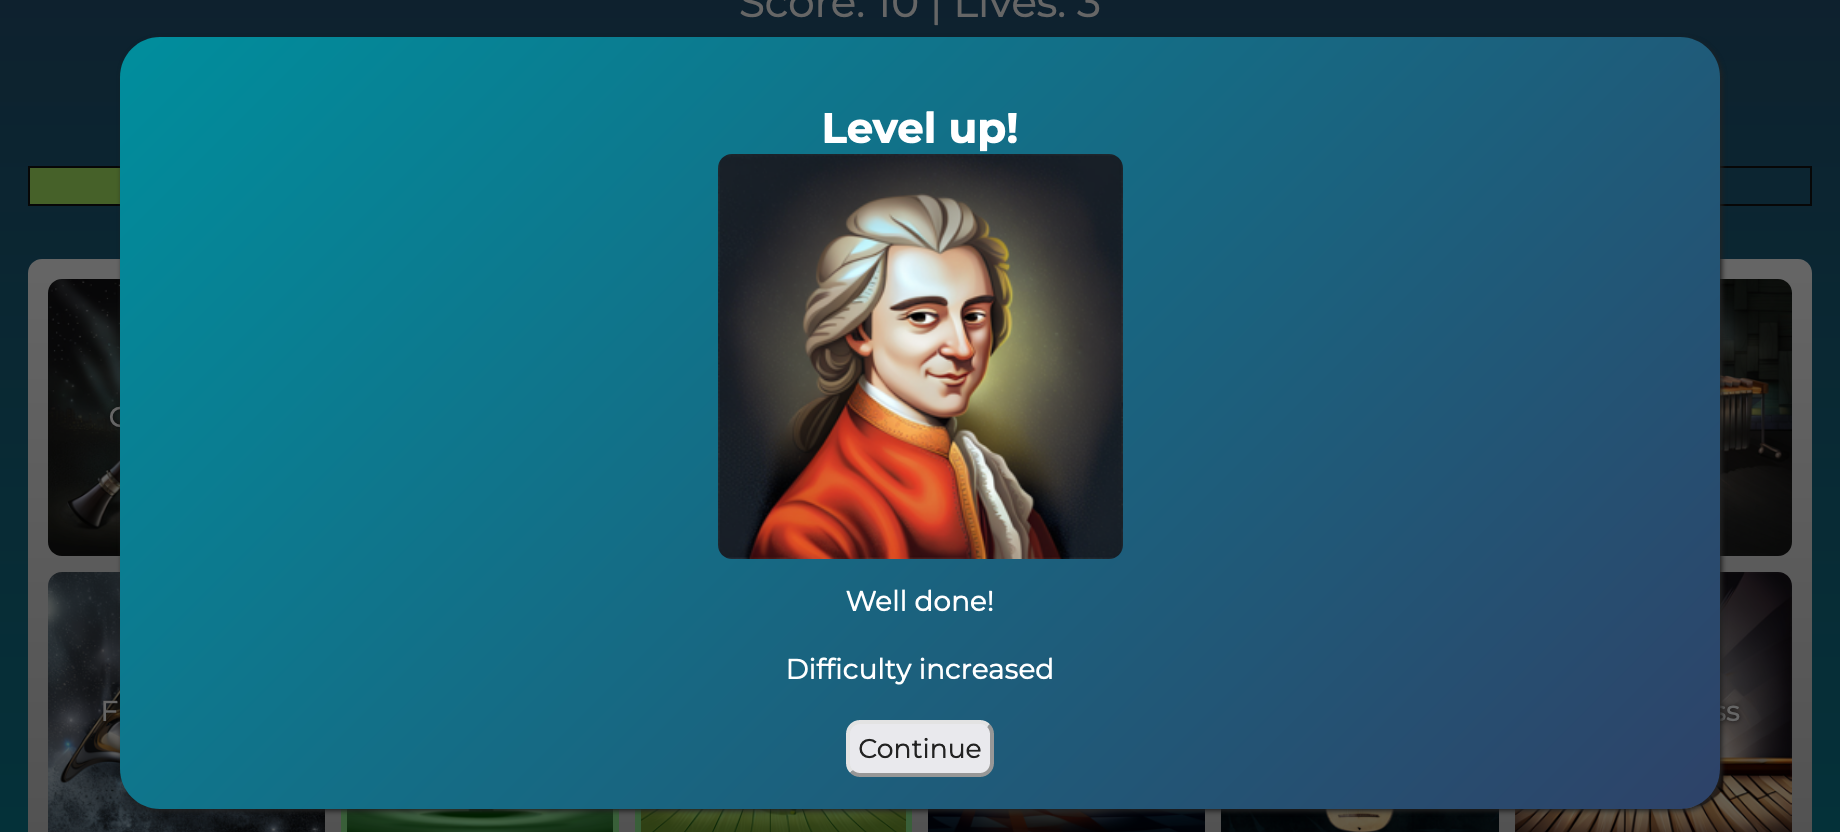 Score: 10 | Lives: 3
Level up!
Well done!
Difficulty increased
Continue